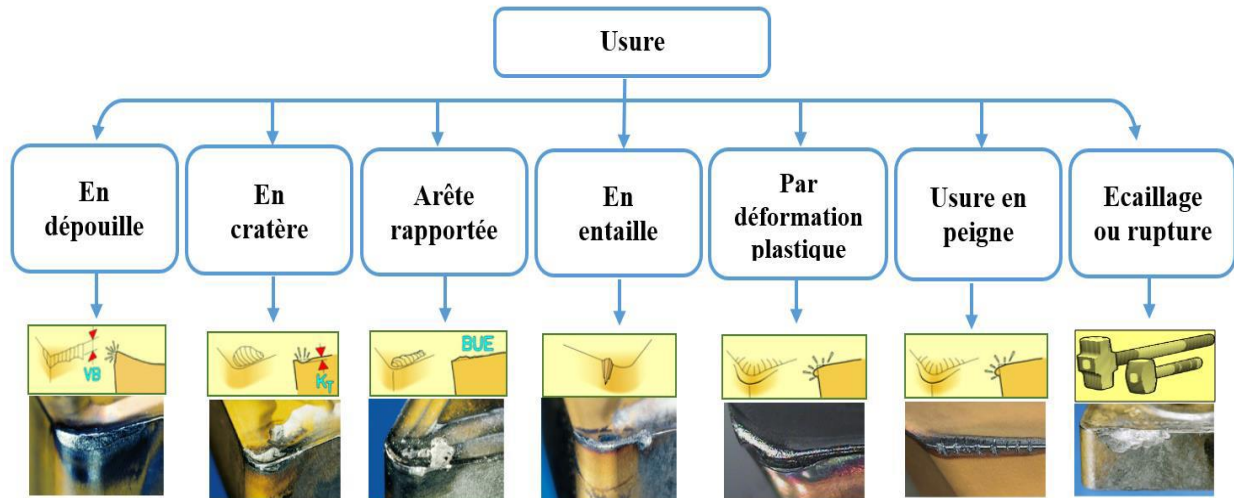 Usure
En
dépouille
En
cratère
Arête
rapportée
En
entaille
Par
déformation
plastique
Usure en
peigne
Ecaillage
ou rupture
VB
KT
BUE